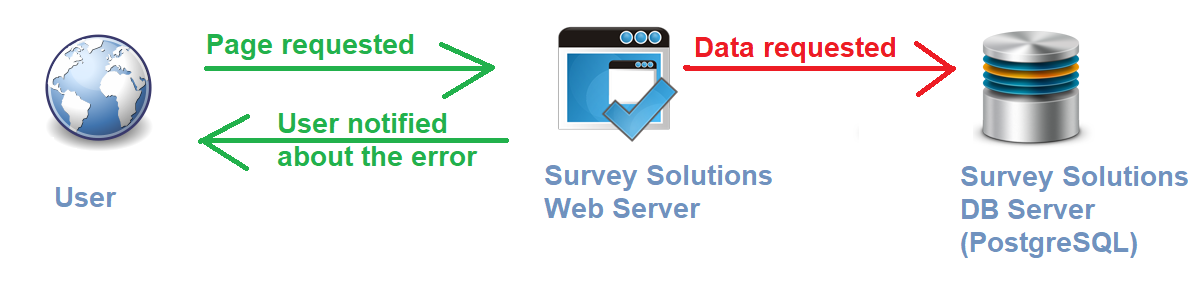 Page requested
Data requested
User notified
about the error
User
Survey Solutions
Web Server
Survey Solutions
DB Server
(PostgreSQL)